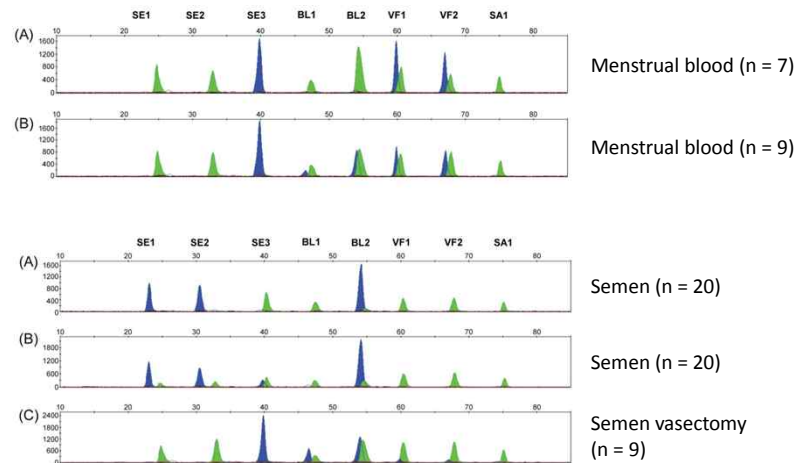 SE1 SE2 SE3 BL1 BL2 VF1 VF2 SA1
10 20 30 40 50 60 70 80
(A)
1600
1200
800
400
0
Menstrual blood (n = 7)
10 20 30 40 50 60 70 80
(B)
1600
1200
800
400
0
Menstrual blood (n = 9)
SE1 SE2 SE3 BL1 BL2 VF1 VF2 SA1
10 20 30 40 50 60 70 80
(A)
1600
1200
800
400
0
Semen (n = 20)
10 20 30 40 50 60 70 80
(B)
1800
1200
600
0
Semen (n = 20)
10 20 30 40 50 60 70 80
(C)
2400
1800
1200
600
0
Semen vasectomy
(n = 9)